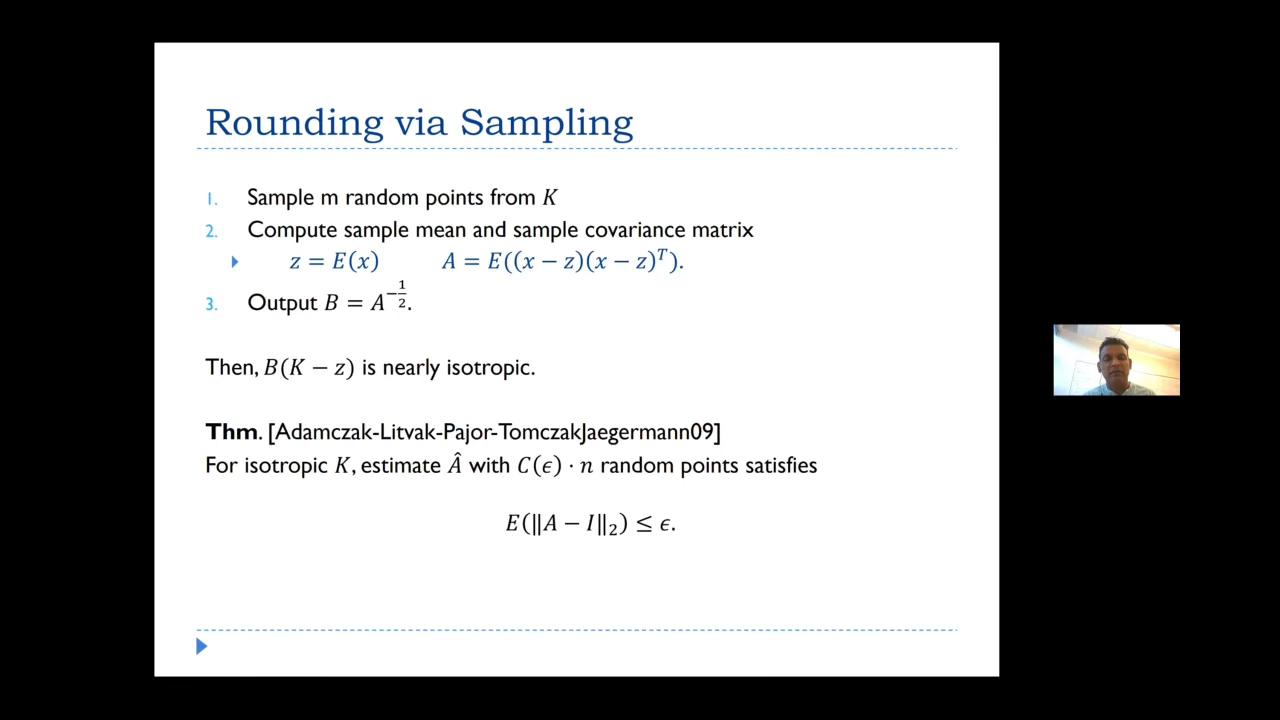 Rounding via Sampling
1. Sample m random points from K
2. Compute sample mean and sample covariance matrix
z = E(x) A = E((x − z)(x − z)^T).
3. Output B = A^{−1/2}.
Then, B(K − z) is nearly isotropic.
Thm. [Adamczak-Litvak-Pajor-TomczakJaegermann09]
For isotropic K, estimate Â with C(ϵ) · n random points satisfies
E(‖A − I‖₂) ≤ ϵ.